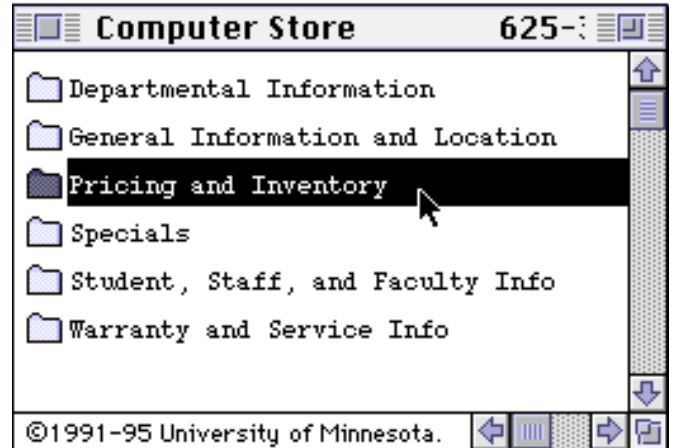 Computer Store 625-
Departmental Information
General Information and Location
Pricing and Inventory
Specials
Student, Staff, and Faculty Info
Warranty and Service Info
©1991-95 University of Minnesota.